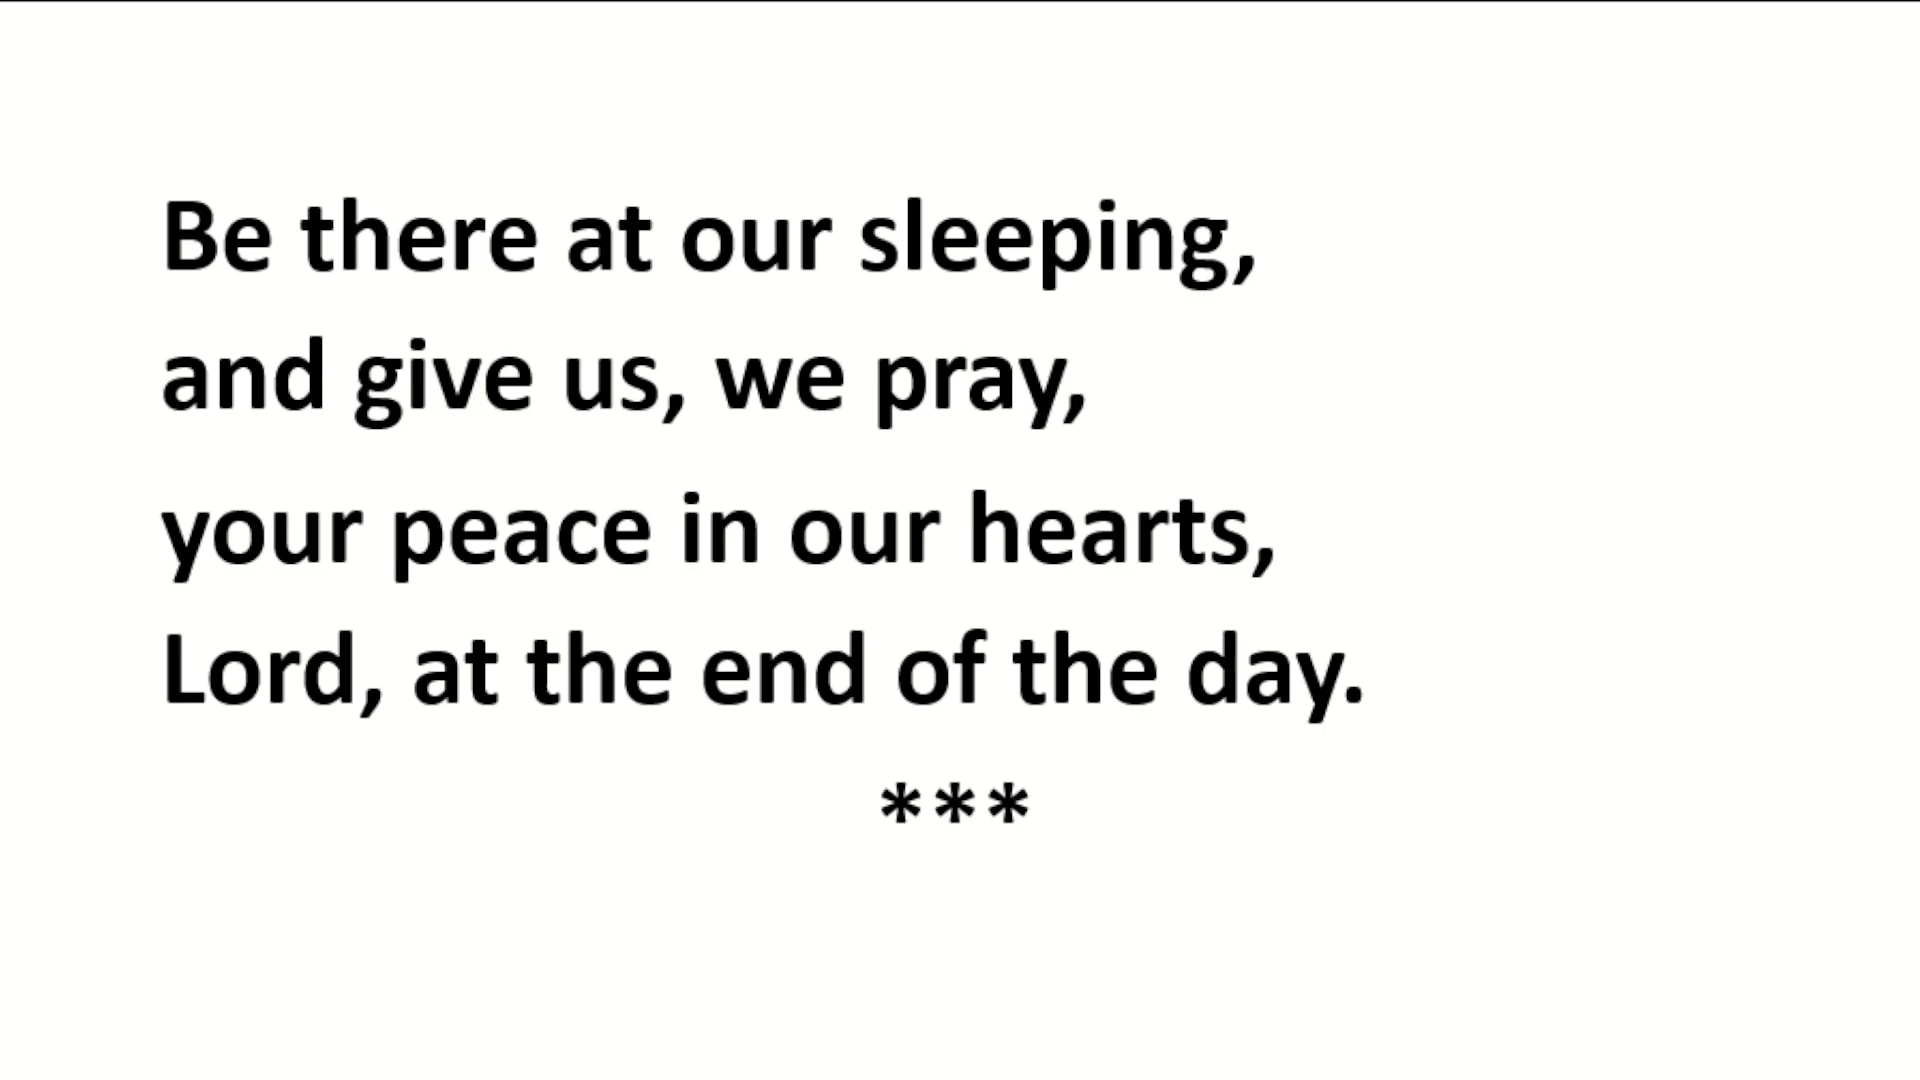 Be there at our sleeping,
and give us, we pray,
your peace in our hearts,
Lord, at the end of the day.
***